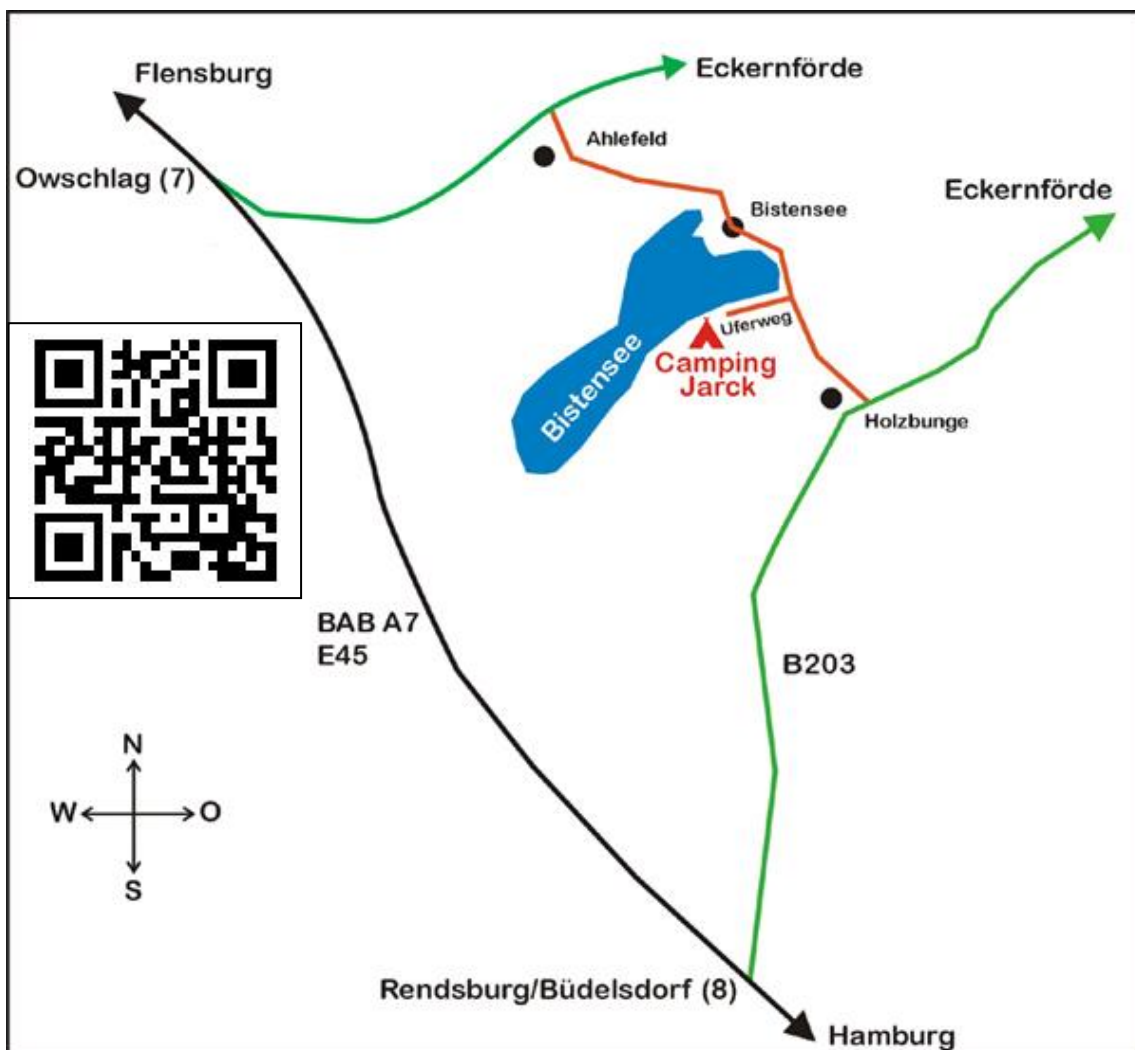 Flensburg
Eckernförde
Ahlefeld
Owschlag (7)
Eckernförde
Bistensee
Uferweg
Bistensee
Camping
Jarck
Holzbunge
BAB A7
E45
B203
N
W
O
S
Rendsburg/Büdelsdorf (8)
Hamburg